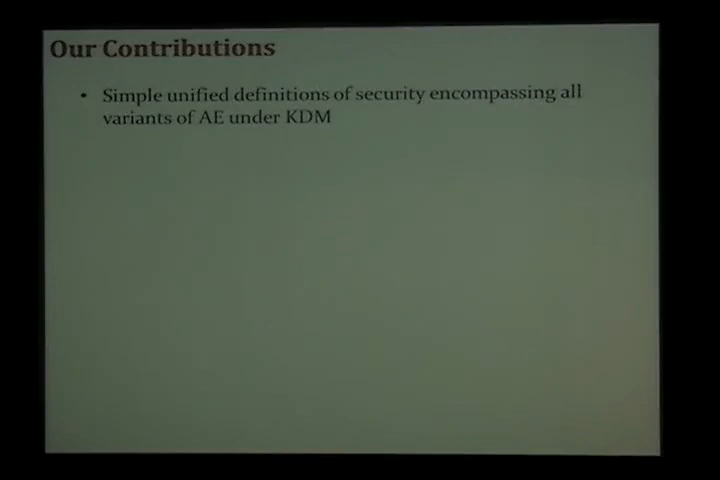 Our Contributions
• Simple unified definitions of security encompassing all
variants of AE under KDM